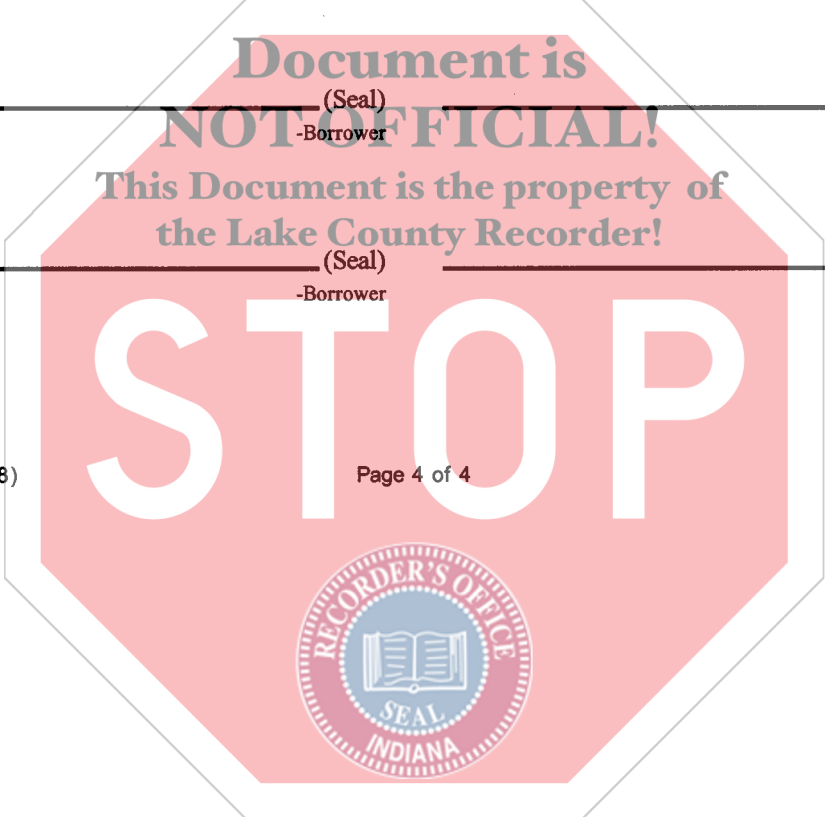 Document is
(Seal)
NOT OFFICIAL!
-Borrower
This Document is the property of
the Lake County Recorder!
(Seal)
-Borrower
STOP
8)
Page 4 of 4
RECORDER'S OFFICE
SEAL
INDIANA